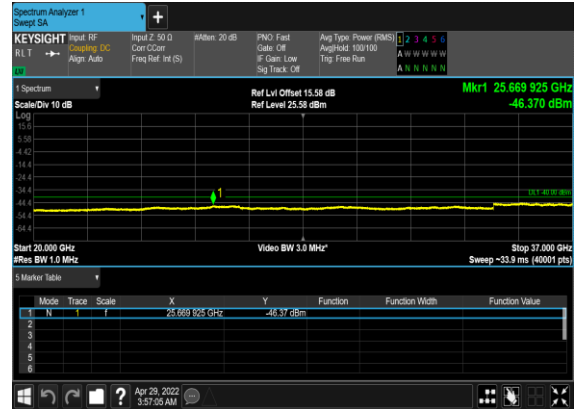 Spectrum Analyzer 1
Swept SA
+
KEYSIGHT Input: RF Input Z: 50 Ω #Atten: 20 dB PNO: Fast Avg Type: Power (RMS) 1 2 3 4 5 6
RLT Coupling: DC Corr CCorr Gate: Off Avg|Hold: 100/100 A W W W W W
Align: Auto Freq Ref: Int (S) IF Gain: Low Trig: Free Run
Sig Track: Off A N N N N N
1 Spectrum Ref Lvl Offset 15.58 dB Mkr1 25.669 925 GHz
Scale/Div 10 dB Ref Level 25.58 dBm -46.370 dBm
Log
15.6
5.58
-4.42
-14.4
-24.4
-34.4
1
DL1 -40.00 dBm
-44.4
-54.4
-64.4
Start 20.000 GHz Video BW 3.0 MHz* Stop 37.000 GHz
#Res BW 1.0 MHz Sweep ~33.9 ms (40001 pts)
5 Marker Table
Mode Trace Scale X Y Function Function Width Function Value
1 N 1 f 25.669 925 GHz -46.37 dBm
2
3
4
5
6
? Apr 29, 2022
3:57:05 AM